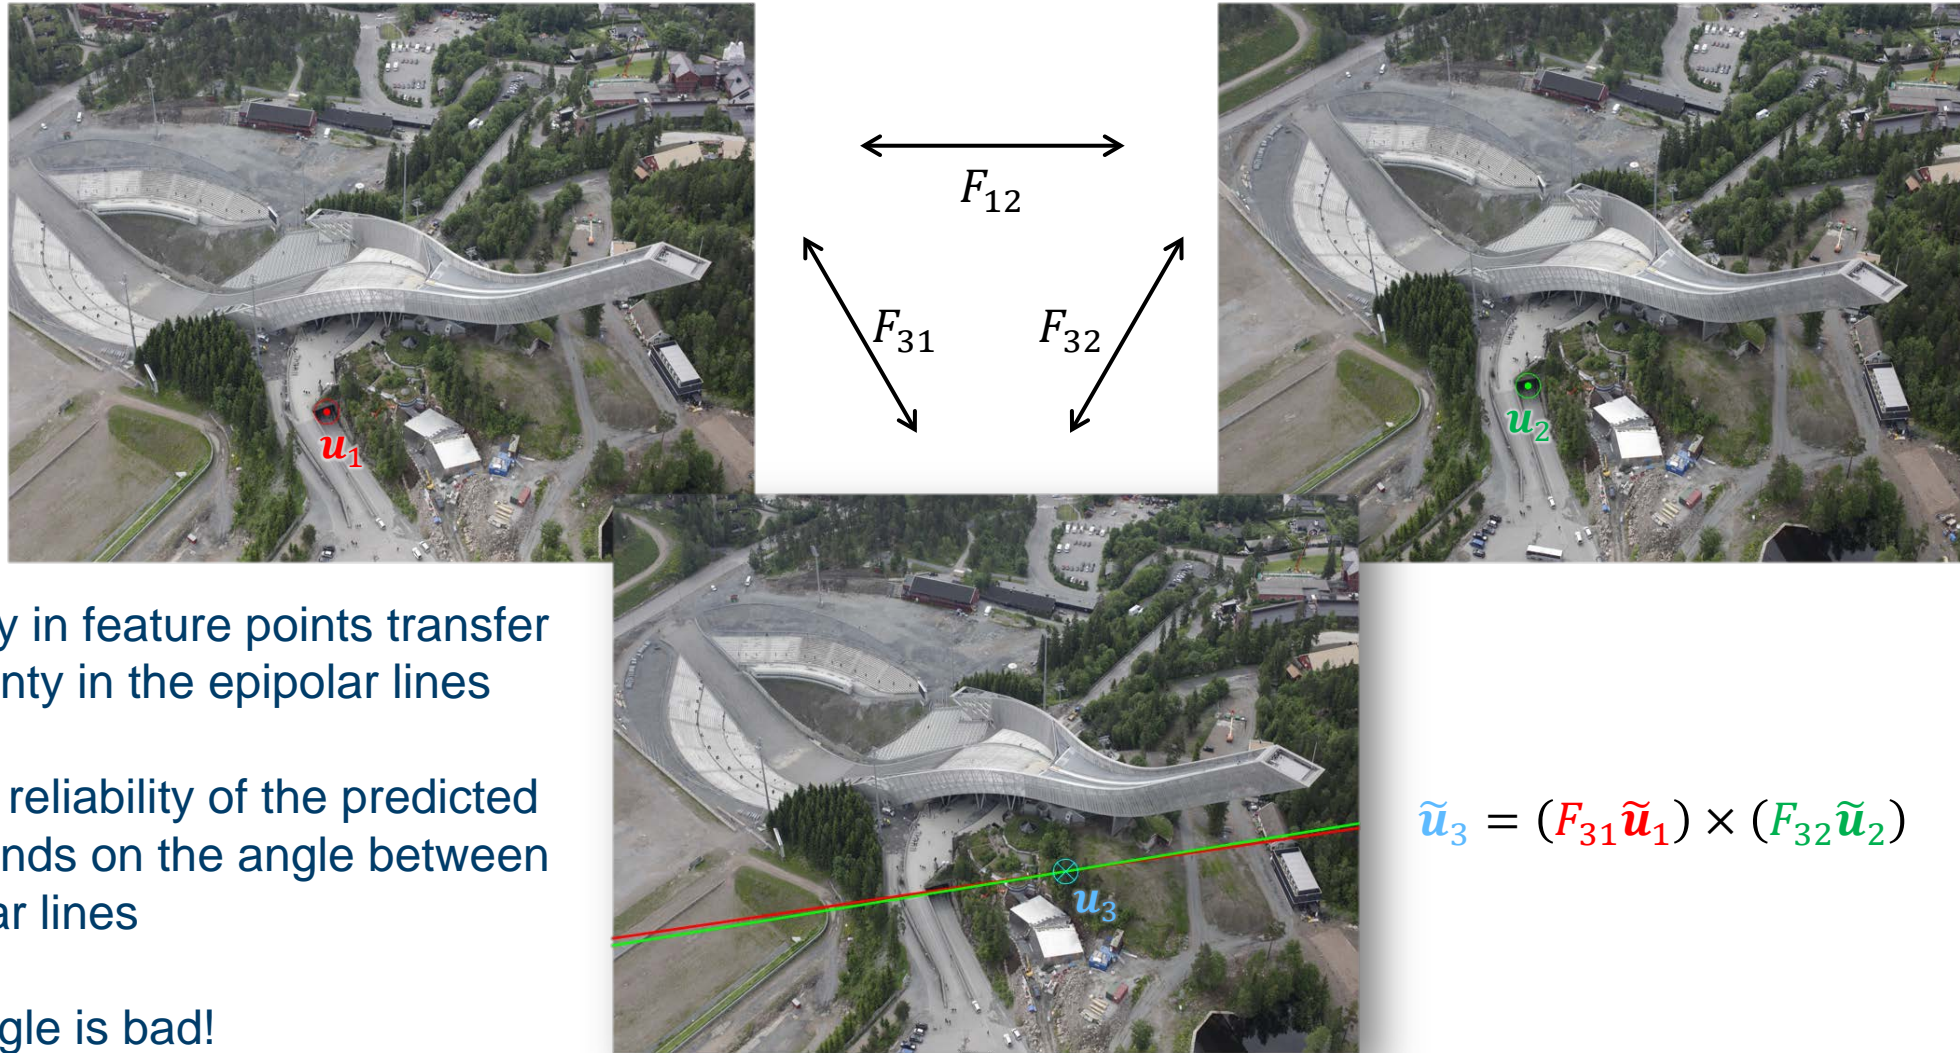 F₁₂
F₃₁
F₃₂
u₁
u₂
y in feature points transfer
nty in the epipolar lines
reliability of the predicted
nds on the angle between
ar lines
gle is bad!
u₃
ũ₃ = (F₃₁ũ₁) × (F₃₂ũ₂)